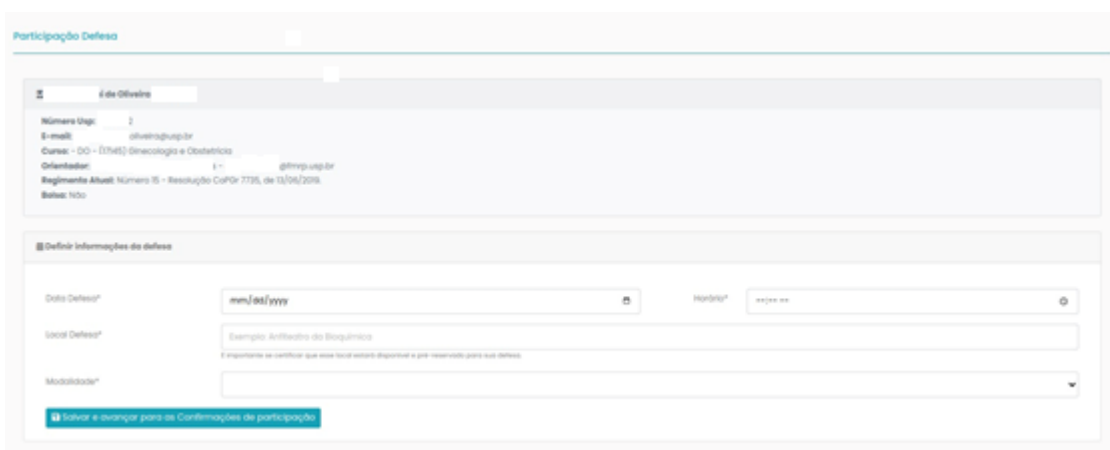 Participação Defesa
de Oliveira
Número Usp: 2
E-mail: oliveira@usp.br
Curso: - DO - (17145) Ginecologia e Obstetrícia
Orientador: - @fmrp.usp.br
Regimento Atual: Número 15 - Resolução CoPGr 7735, de 13/06/2019.
Bolsa: Não
Definir informações da defesa
Data Defesa* mm/dd/yyyy Horário* --:-- --
Local Defesa* Exemplo: Anfiteatro da Bioquímica
É importante se certificar que esse local estará disponível e pré-reservado para sua defesa.
Modalidade*
Salvar e avançar para as Confirmações de participação